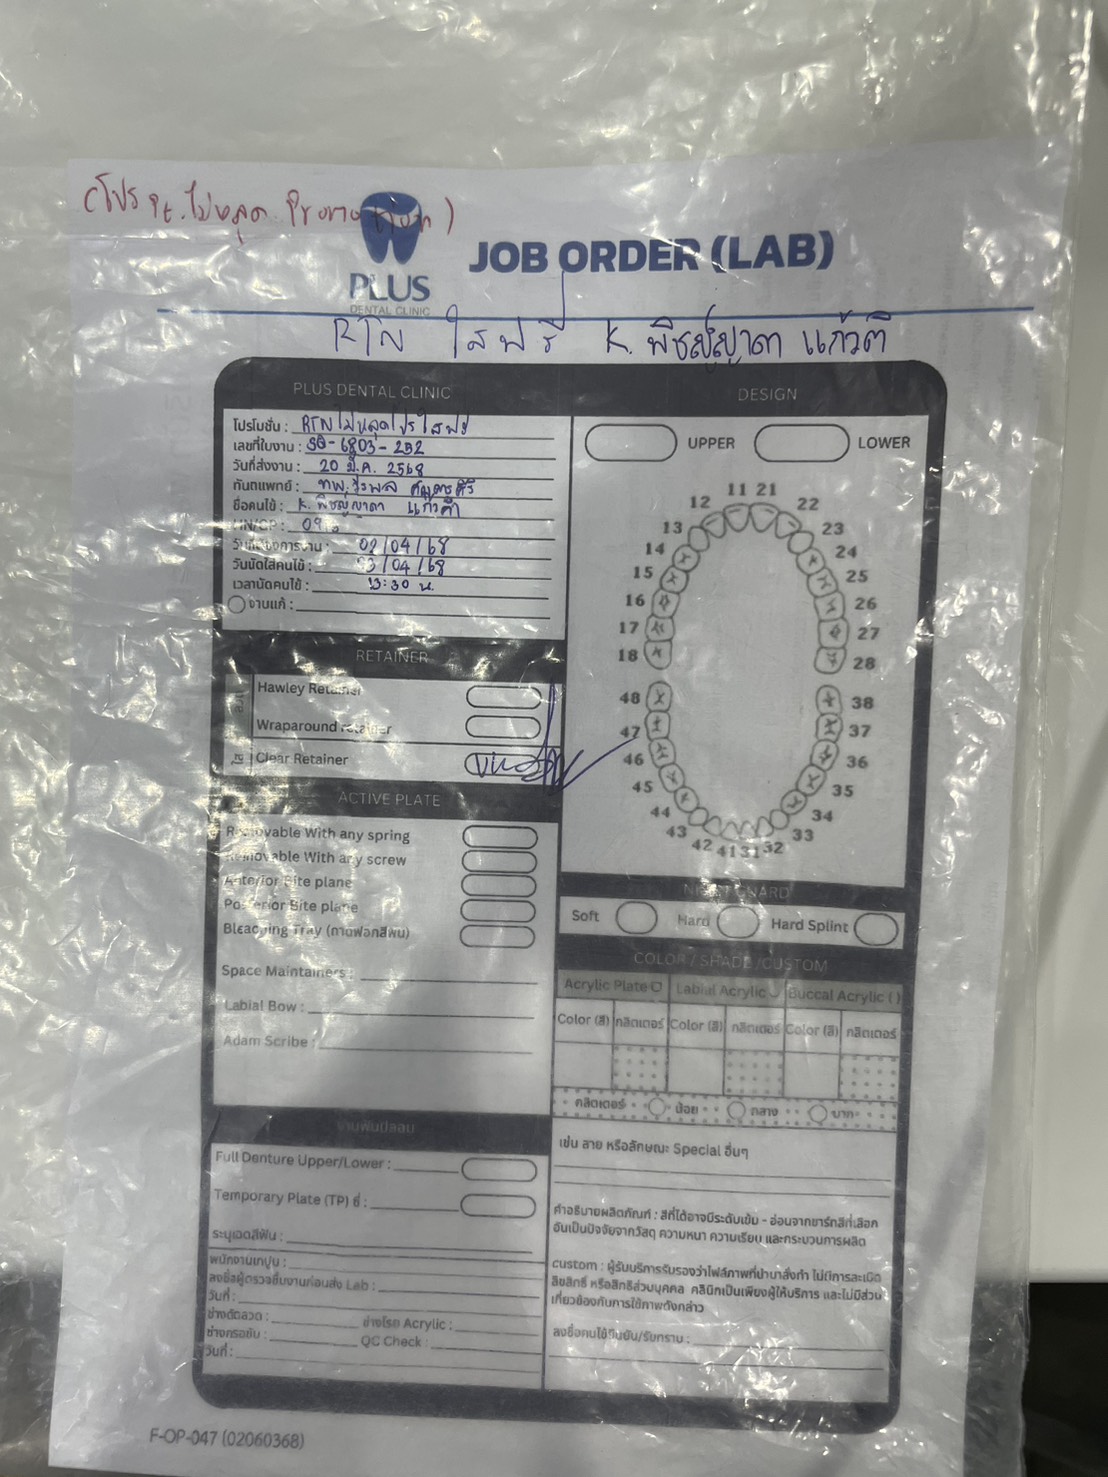 (โปร pt. ไม่หลุด
PLUS
DENTAL CLINIC
JOB ORDER (LAB)
RTN ใสฟรี K. พิชญ์ญาดา แก้วตี
PLUS DENTAL CLINIC
โปรโมชั่น : RTN ไม่หลุดโปรใสฟรี
เลขที่ใบงาน : SQ-6803-252
วันที่ส่งงาน : 20 มี.ค. 2568
ทันตแพทย์ : ทพ.
ชื่อคนไข้ : K. พิชญ์ญาดา
HN/CP : 09
02/04/68
วันนัดใส่คนไข้ : 03/04/68
เวลานัดคนไข้ : 13:30 น.
งานแก้ :
RETAINER
Hawley Retainer
Wraparound retainer
Clear Retainer
ACTIVE PLATE
Removable With any spring
Removable With any screw
Anterior Bite plane
Posterior Bite plane
Bleaching Tray (ถาดฟอกสีฟัน)
Space Maintainers :
Labial Bow :
Adam Scribe :
งานฟันปลอม
Full Denture Upper/Lower :
Temporary Plate (TP) ซี่ :
ระบุเฉดสีฟัน :
พนักงานเทปูน :
ลงชื่อผู้ตรวจชิ้นงานก่อนส่ง Lab :
วันที่ :
ช่างดัดลวด : ช่างโรย Acrylic :
ช่างกรอขัด : QC Check :
วันที่ :
DESIGN
UPPER LOWER
11 21
12 22
13 23
14 24
15 25
16 26
17 27
18 28
48 38
47 37
46 36
45 35
44 34
43 33
42 41 31 32
NIGHT GUARD
Soft Hard Hard Splint
COLOR / SHADE / CUSTOM
Acrylic Plate Labial Acrylic Buccal Acrylic ( )
Color (สี) กลิตเตอร์ Color (สี) กลิตเตอร์ Color (สี) กลิตเตอร์
กลิตเตอร์ น้อย กลาง มาก
เช่น ลาย หรือลักษณะ Special อื่นๆ
คำอธิบายผลิตภัณฑ์ : สีที่ได้อาจมีระดับเข้ม - อ่อนจากชาร์ทสีที่เลือก
อันเป็นปัจจัยจากวัสดุ ความหนา ความเรียบ และกระบวนการผลิต
custom : ผู้รับบริการรับรองว่าไฟล์ภาพที่นำมาสั่งทำ ไม่มีการละเมิด
ลิขสิทธิ์ หรือสิทธิส่วนบุคคล คลินิกเป็นเพียงผู้ให้บริการ และไม่มีส่วน
เกี่ยวข้องกับการใช้ภาพดังกล่าว
ลงชื่อคนไข้ยืนยัน/รับทราบ :
F-OP-047 (02060368)